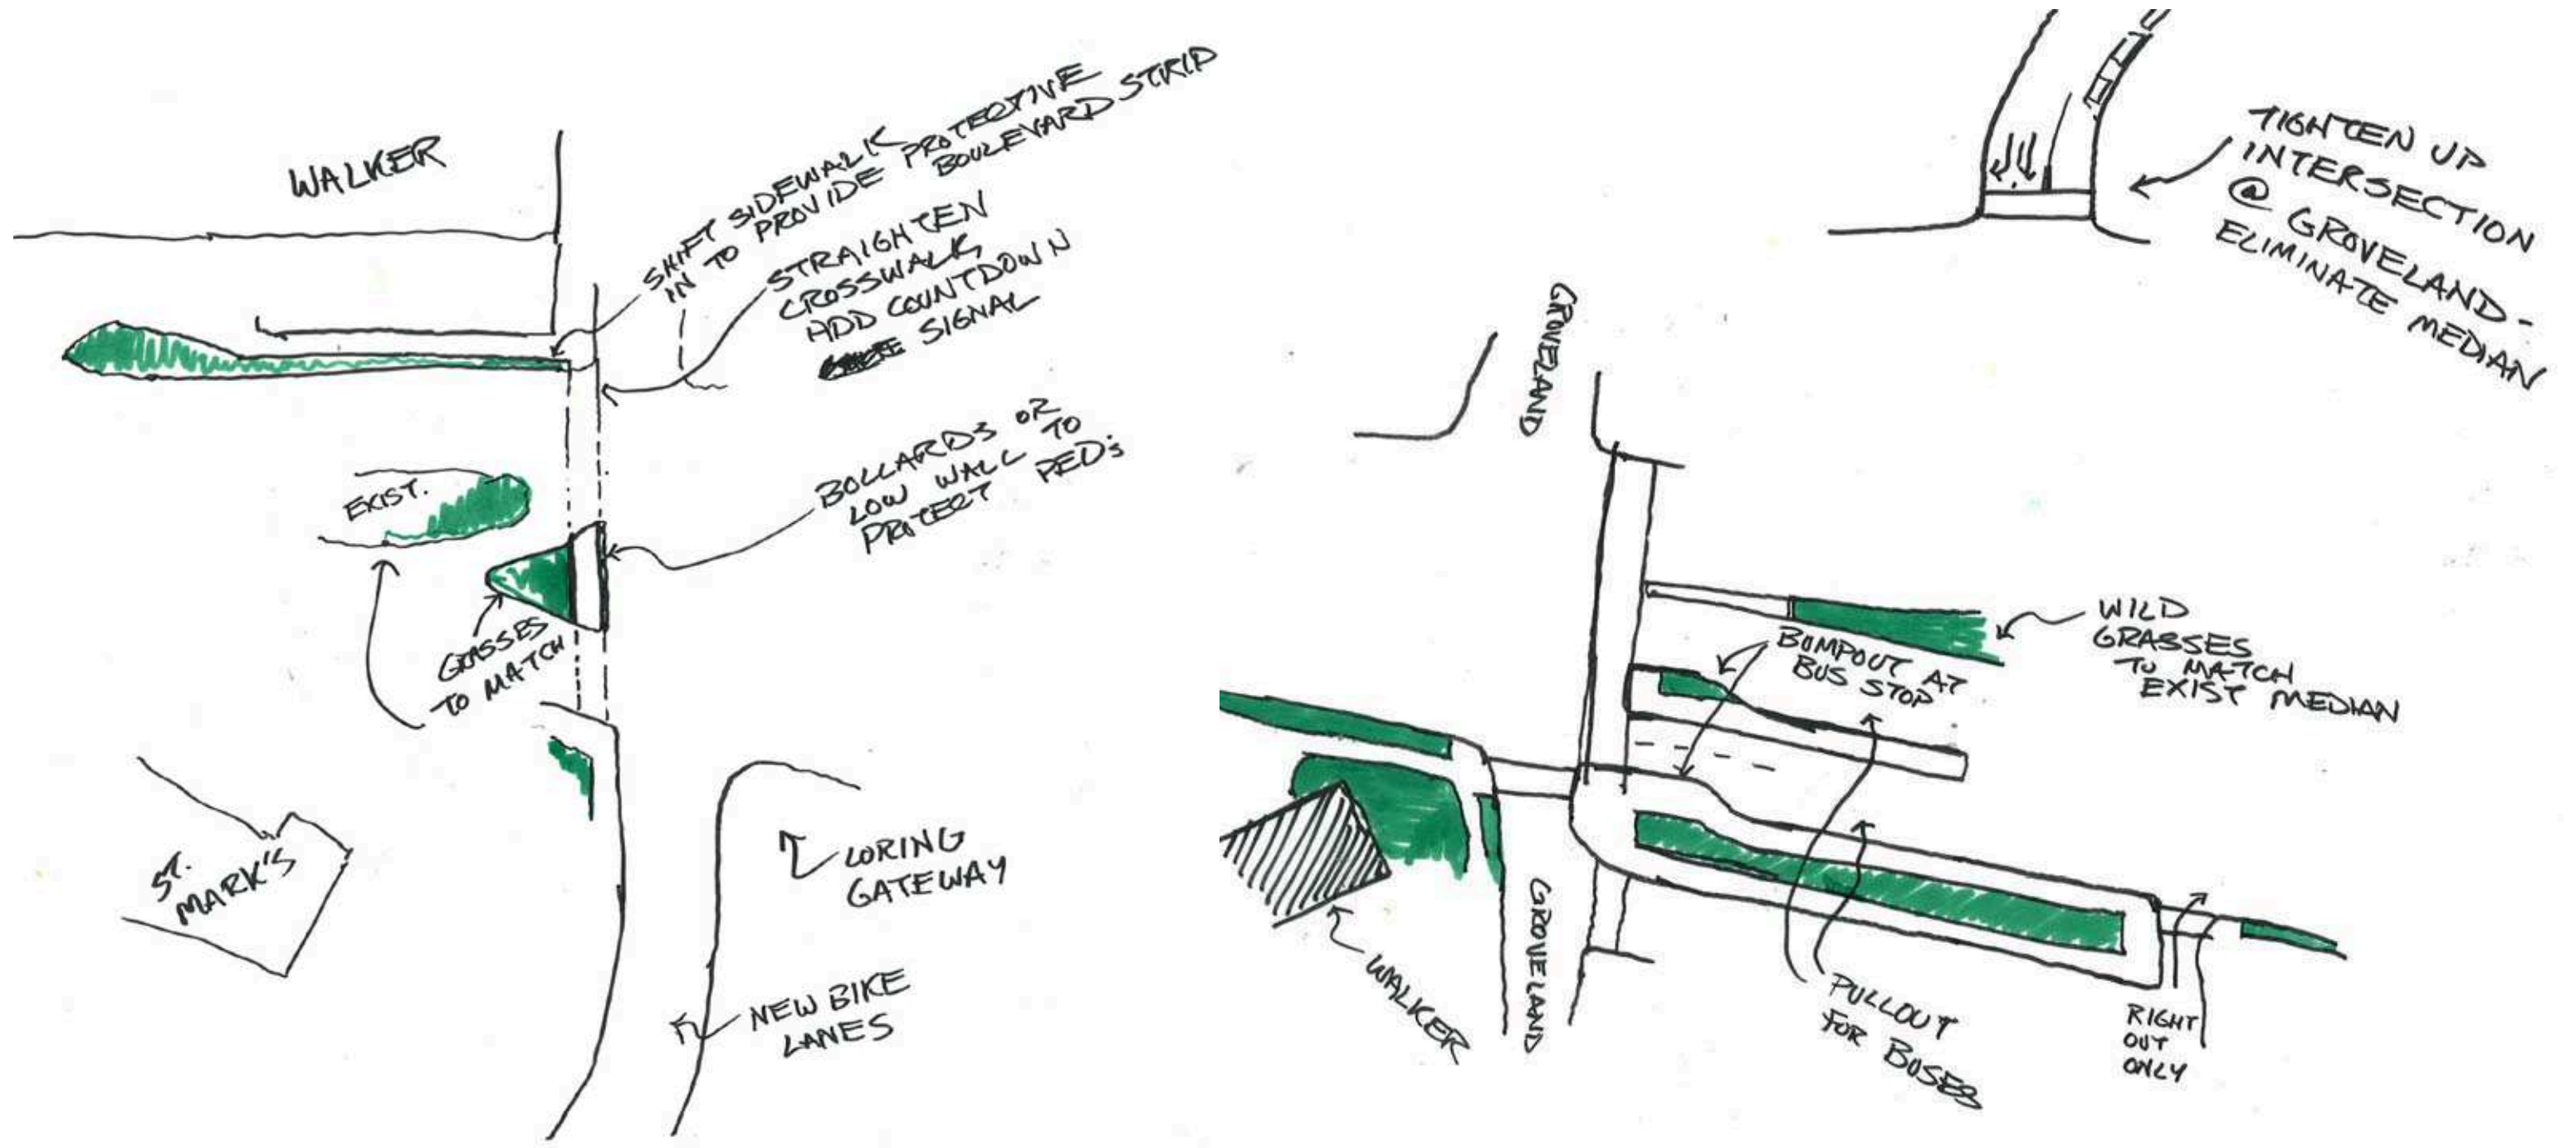 WALKER
SHIFT SIDEWALK
IN TO PROVIDE PROTECTIVE
BOULEVARD STRIP
STRAIGHTEN
CROSSWALK
ADD COUNTDOWN
SIGNAL
EXIST.
BOLLARDS OR
LOW WALL TO
PROTECT PEDS
GRASSES
TO MATCH
ST.
MARK'S
LORING
GATEWAY
NEW BIKE
LANES
TIGHTEN UP
INTERSECTION
@ GROVELAND -
ELIMINATE MEDIAN
GROVELAND
WILD
GRASSES
TO MATCH
EXIST MEDIAN
BUMPOUT AT
BUS STOP
WALKER
GROVELAND
PULLOUT
FOR BUSES
RIGHT
OUT
ONLY